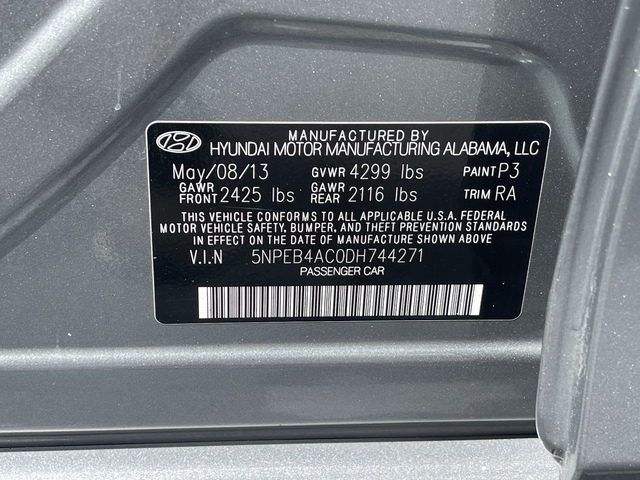 MANUFACTURED BY
HYUNDAI MOTOR MANUFACTURING ALABAMA, LLC
May/08/13 GVWR 4299 lbs PAINT P3
GAWR FRONT 2425 lbs GAWR REAR 2116 lbs TRIM RA
THIS VEHICLE CONFORMS TO ALL APPLICABLE U.S.A. FEDERAL
MOTOR VEHICLE SAFETY, BUMPER, AND THEFT PREVENTION STANDARDS
IN EFFECT ON THE DATE OF MANUFACTURE SHOWN ABOVE
V.I.N 5NPEB4AC0DH744271
PASSENGER CAR